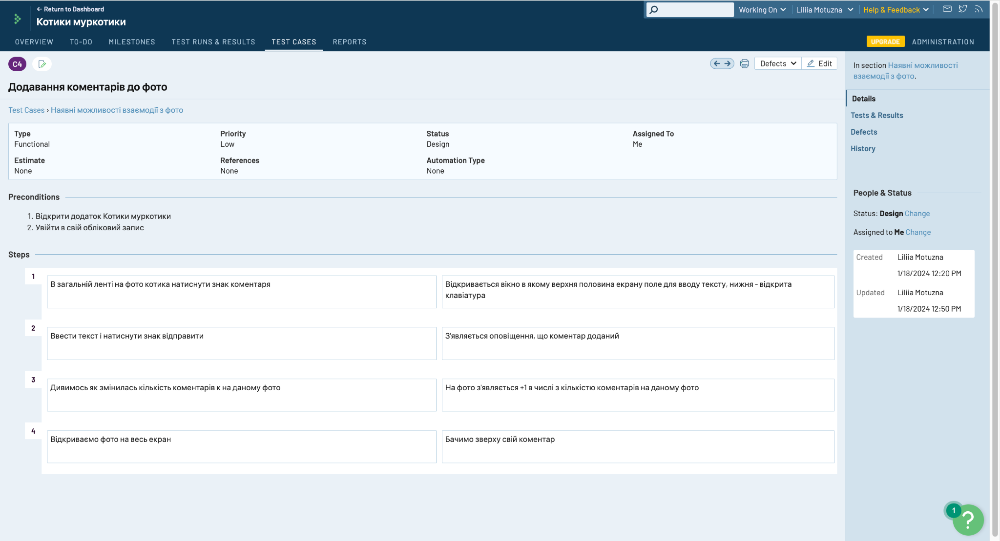 ← Return to Dashboard
Котики муркотики
Working On
Liliia Motuzna
Help & Feedback
OVERVIEW
TO-DO
MILESTONES
TEST RUNS & RESULTS
TEST CASES
REPORTS
UPGRADE
ADMINISTRATION
C4
Defects
Edit
Додавання коментарів до фото
Test Cases › Наявні можливості взаємодії з фото
Type
Functional
Priority
Low
Status
Design
Assigned To
Me
Estimate
None
References
None
Automation Type
None
Preconditions
1. Відкрити додаток Котики муркотики
2. Увійти в свій обліковий запис
Steps
1
В загальній ленті на фото котика натиснути знак коментаря
Відкривається вікно в якому верхня половина екрану поле для вводу тексту, нижня - відкрита
клавіатура
2
Ввести текст і натиснути знак відправити
З'являється оповіщення, що коментар доданий
3
Дивимось як змінилась кількість коментарів к на даному фото
На фото з'являється +1 в числі з кількістю коментарів на даному фото
4
Відкриваємо фото на весь екран
Бачимо зверху свій коментар
In section Наявні можливості
взаємодії з фото.
Details
Tests & Results
Defects
History
People & Status
Status: Design Change
Assigned to Me Change
Created
Liliia Motuzna
1/18/2024 12:20 PM
Updated
Liliia Motuzna
1/18/2024 12:50 PM
1
?